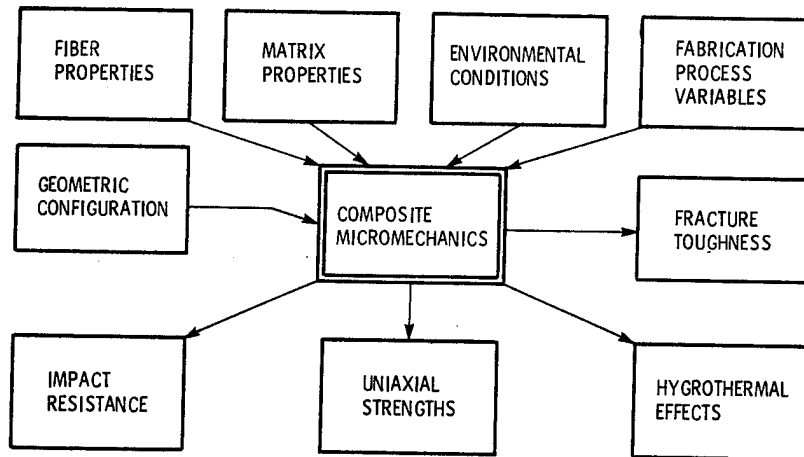 FIBER
PROPERTIES
MATRIX
PROPERTIES
ENVIRONMENTAL
CONDITIONS
FABRICATION
PROCESS
VARIABLES
GEOMETRIC
CONFIGURATION
COMPOSITE
MICROMECHANICS
FRACTURE
TOUGHNESS
IMPACT
RESISTANCE
UNIAXIAL
STRENGTHS
HYGROTHERMAL
EFFECTS